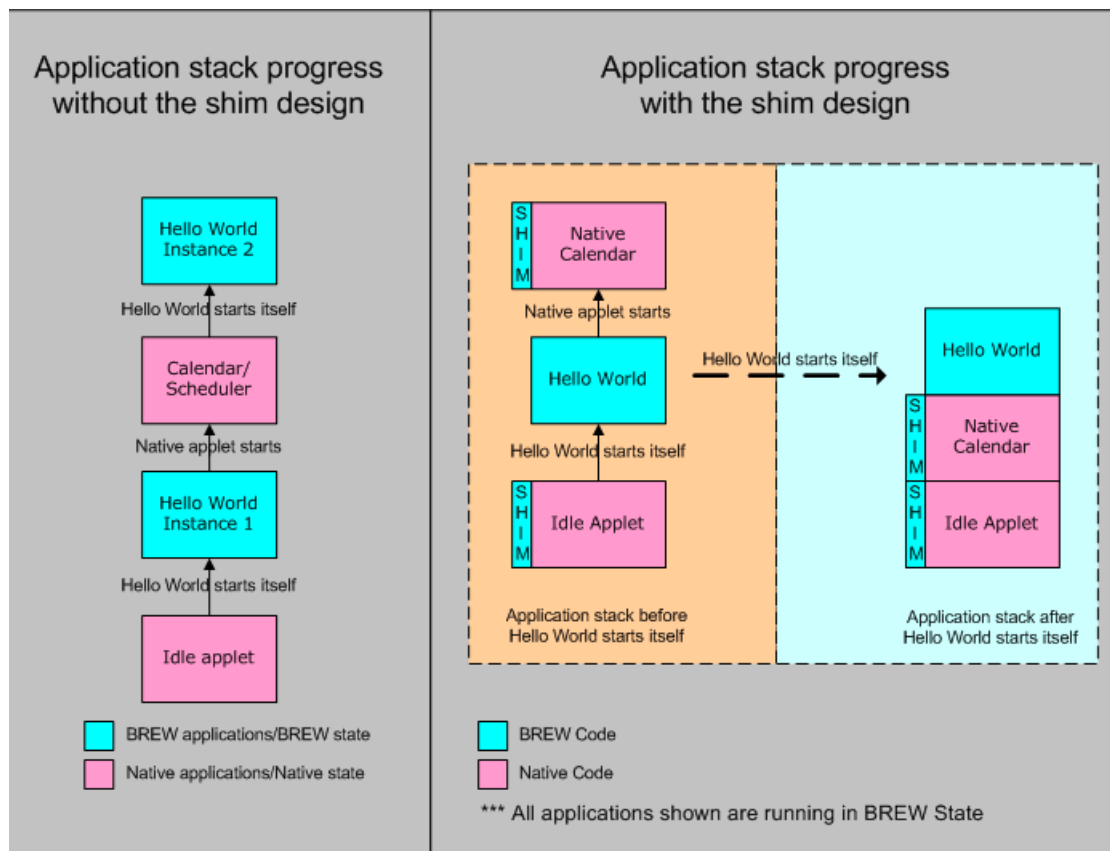 Application stack progress
without the shim design
Hello World
Instance 2
Hello World starts itself
Calendar/
Scheduler
Native applet starts
Hello World
Instance 1
Hello World starts itself
Idle applet
BREW applications/BREW state
Native applications/Native state
Application stack progress
with the shim design
SHIM
Native
Calendar
Native applet starts
Hello World
Hello World starts itself
SHIM
Idle Applet
Application stack before
Hello World starts itself
Hello World starts itself
Hello World
SHIM
Native
Calendar
SHIM
Idle Applet
Application stack after
Hello World starts itself
BREW Code
Native Code
*** All applications shown are running in BREW State